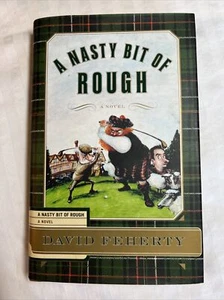 A NASTY BIT OF
ROUGH
A NOVEL
A NASTY BIT OF ROUGH
A NOVEL
DAVID FEHERTY